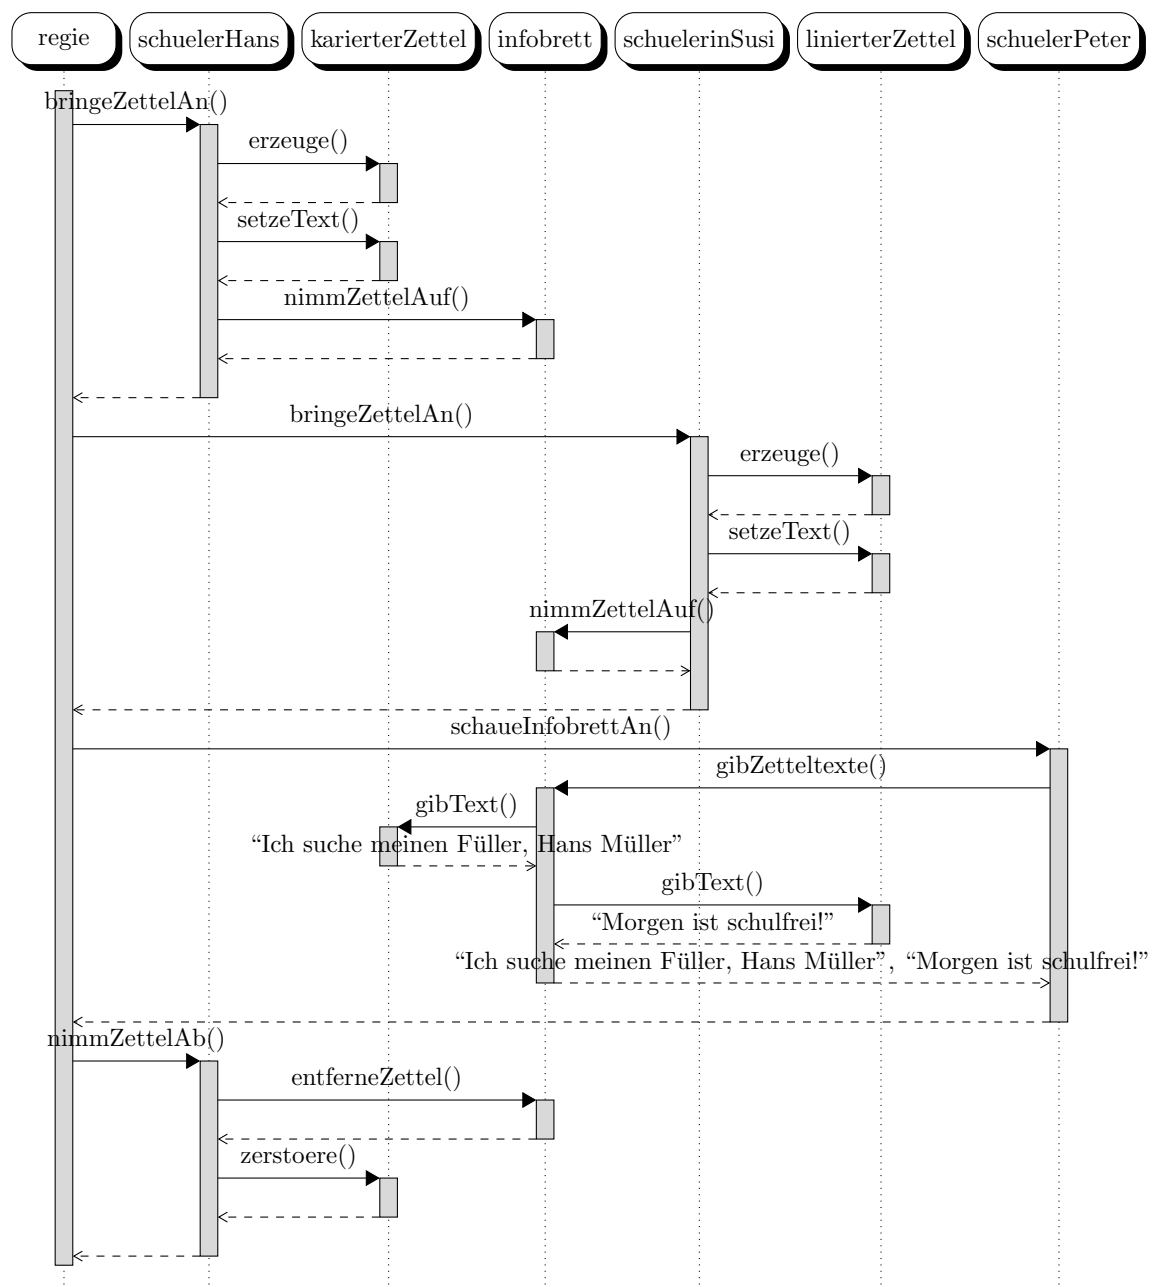 regie schuelerHans karierterZettel infobrett schuelerinSusi linierterZettel schuelerPeter
bringeZettelAn()
erzeuge()
setzeText()
nimmZettelAuf()
bringeZettelAn()
erzeuge()
setzeText()
nimmZettelAuf()
schaueInfobrettAn()
gibZetteltexte()
gibText()
“Ich suche meinen Füller, Hans Müller”
gibText()
“Morgen ist schulfrei!”
“Ich suche meinen Füller, Hans Müller”, “Morgen ist schulfrei!”
nimmZettelAb()
entferneZettel()
zerstoere()